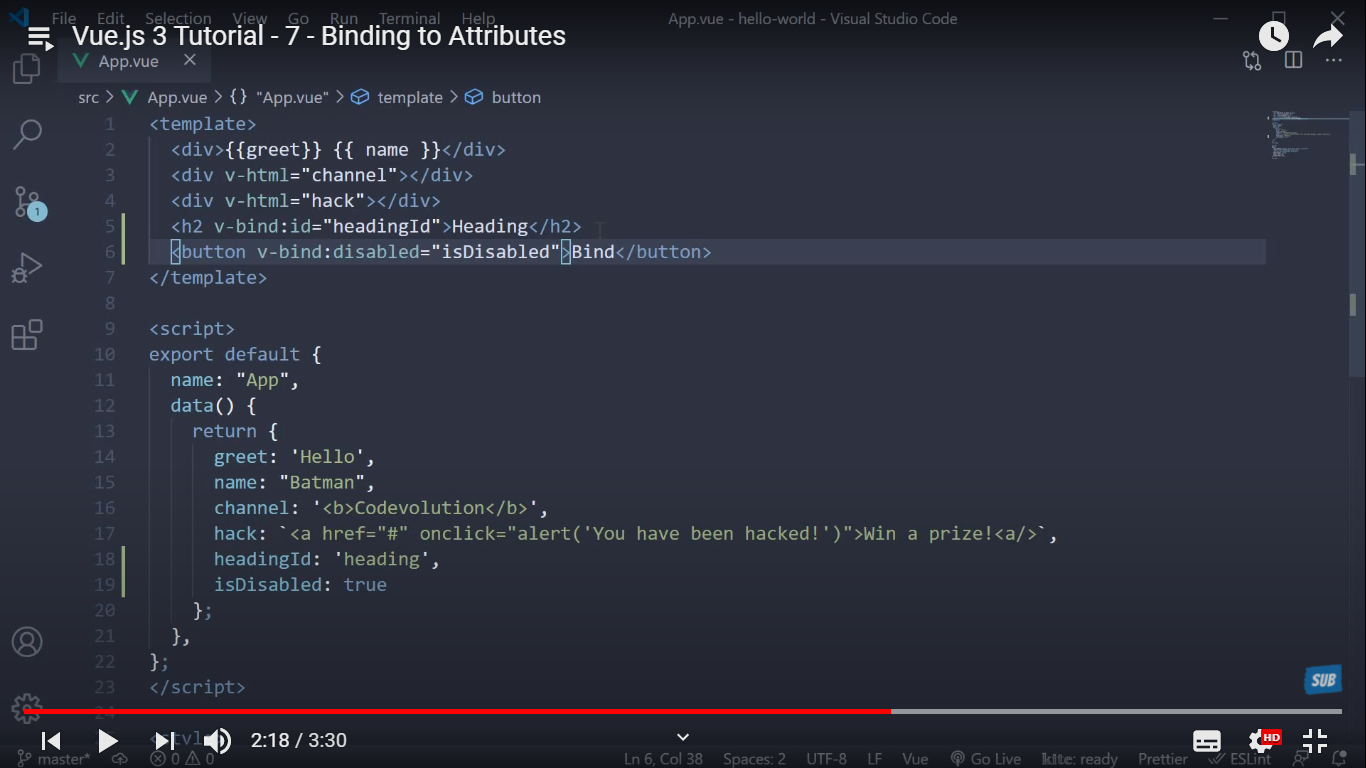 File Edit Selection View Go Run Terminal Help App.vue - hello-world - Visual Studio Code
Vue.js 3 Tutorial - 7 - Binding to Attributes
App.vue
src > App.vue > {} "App.vue" > template > button
1 <template>
2 <div>{{greet}} {{ name }}</div>
3 <div v-html="channel"></div>
4 <div v-html="hack"></div>
5 <h2 v-bind:id="headingId">Heading</h2>
6 <button v-bind:disabled="isDisabled">Bind</button>
7 </template>
8
9 <script>
10 export default {
11 name: "App",
12 data() {
13 return {
14 greet: 'Hello',
15 name: "Batman",
16 channel: '<b>Codevolution</b>',
17 hack: `<a href="#" onclick="alert('You have been hacked!')">Win a prize!<a/>`,
18 headingId: 'heading',
19 isDisabled: true
20 };
21 },
22 };
23 </script>
24
1
SUB
2:18 / 3:30
HD
master* 0 0 Ln 6, Col 38 Spaces: 2 UTF-8 LF Vue Go Live kite: ready Prettier ESLint